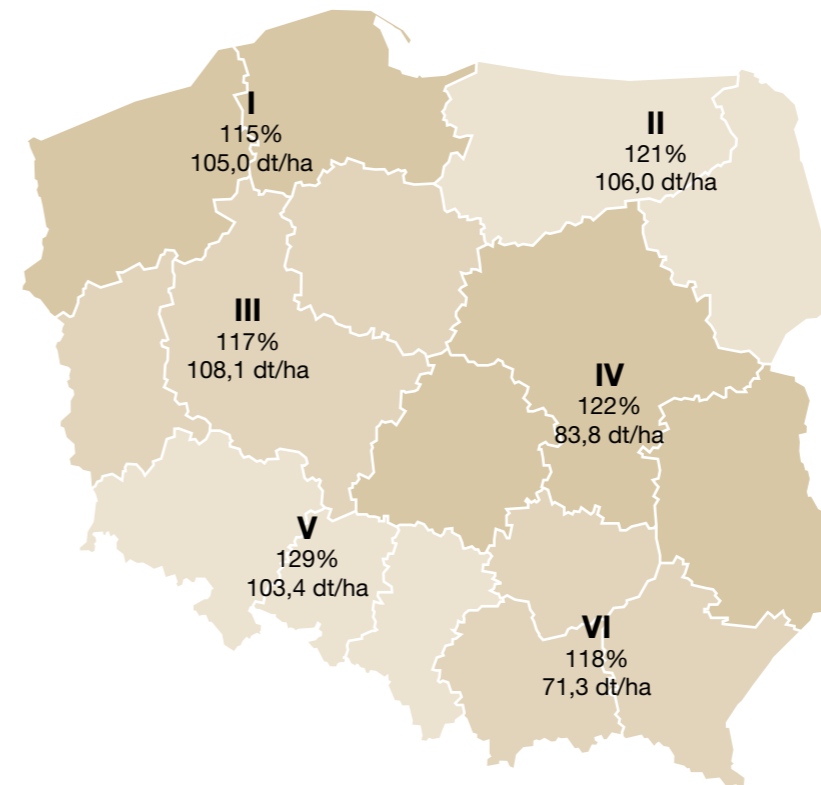 I
115%
105,0 dt/ha
II
121%
106,0 dt/ha
III
117%
108,1 dt/ha
IV
122%
83,8 dt/ha
V
129%
103,4 dt/ha
VI
118%
71,3 dt/ha